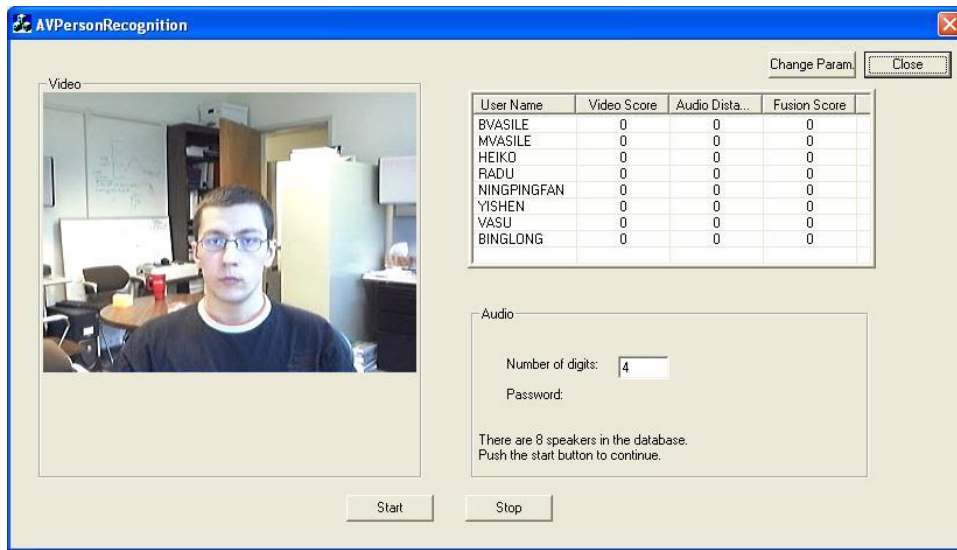 AVPersonRecognition
Change Param.
Close
Video
User Name Video Score Audio Dista... Fusion Score
BVASILE 0 0 0
MVASILE 0 0 0
HEIKO 0 0 0
RADU 0 0 0
NINGPINGFAN 0 0 0
YISHEN 0 0 0
VASU 0 0 0
BINGLONG 0 0 0
Audio
Number of digits: 4
Password:
There are 8 speakers in the database.
Push the start button to continue.
Start
Stop